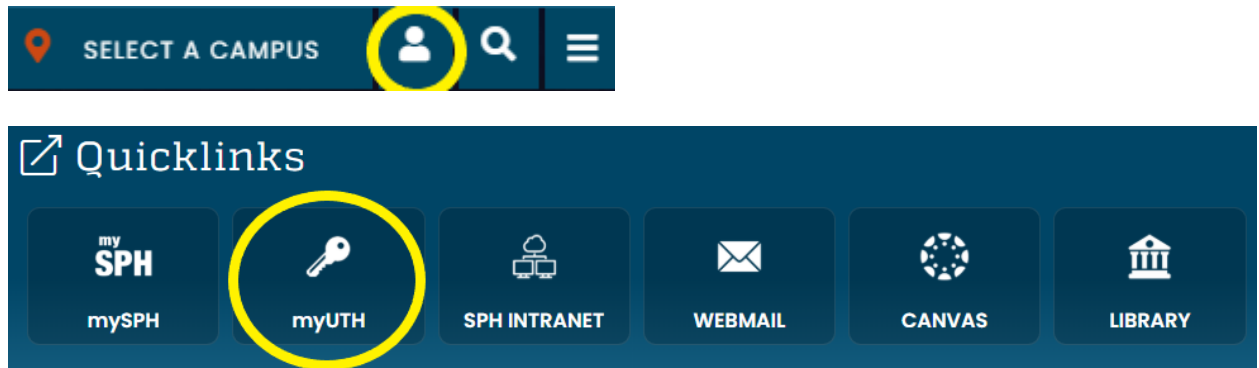 SELECT A CAMPUS
Quicklinks
my
SPH
mySPH myUTH SPH INTRANET WEBMAIL CANVAS LIBRARY